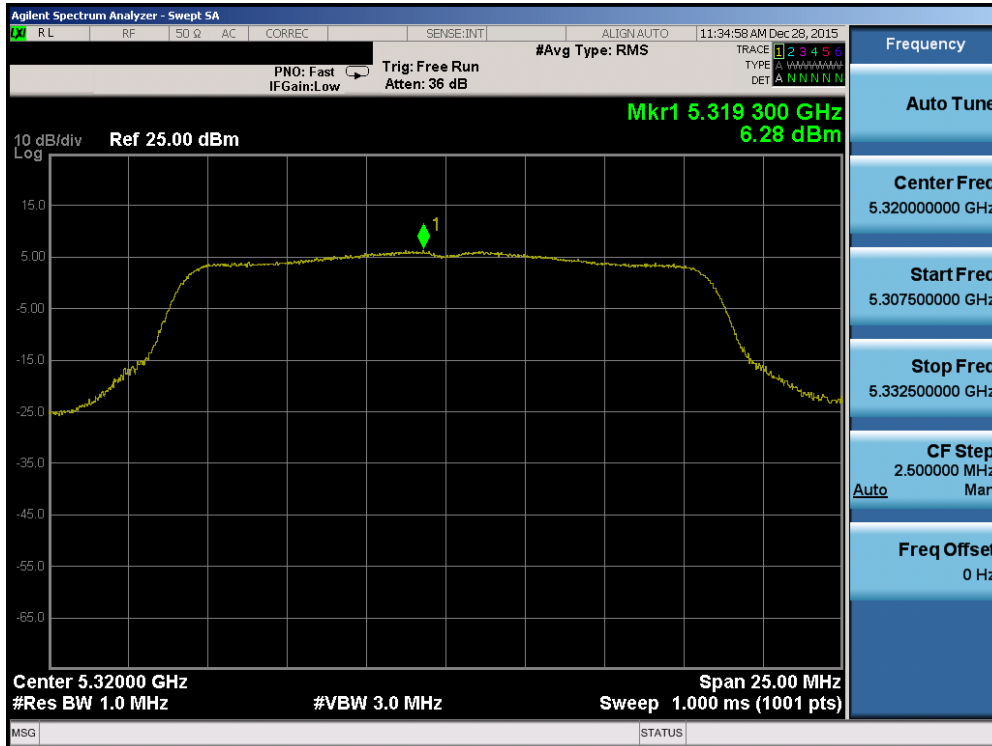 Agilent Spectrum Analyzer - Swept SA
LXI RL RF 50 Ω AC CORREC SENSE:INT ALIGN AUTO 11:34:58 AM Dec 28, 2015
Frequency
#Avg Type: RMS TRACE 1 2 3 4 5 6
PNO: Fast Trig: Free Run TYPE A WWWWW
IFGain:Low Atten: 36 dB DET A N N N N N
Auto Tune
Mkr1 5.319 300 GHz
6.28 dBm
10 dB/div Ref 25.00 dBm
Log
1
15.0
5.00
-5.00
-15.0
-25.0
-35.0
-45.0
-55.0
-65.0
Center Freq
5.320000000 GHz
Start Freq
5.307500000 GHz
Stop Freq
5.332500000 GHz
CF Step
2.500000 MHz
Auto Man
Freq Offset
0 Hz
Center 5.32000 GHz Span 25.00 MHz
#Res BW 1.0 MHz #VBW 3.0 MHz Sweep 1.000 ms (1001 pts)
MSG STATUS